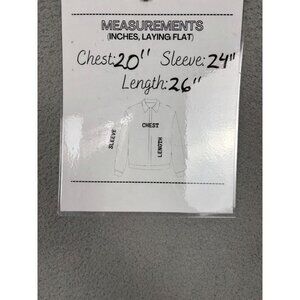 MEASUREMENTS
(INCHES, LAYING FLAT)
Chest: 20" Sleeve: 24"
Length: 26"
CHEST
SLEEVE
LENGTH